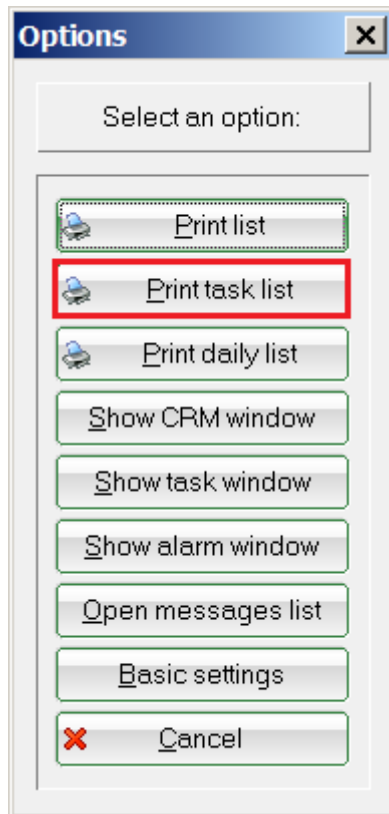 Options
Select an option:
Print list
Print task list
Print daily list
Show CRM window
Show task window
Show alarm window
Open messages list
Basic settings
Cancel